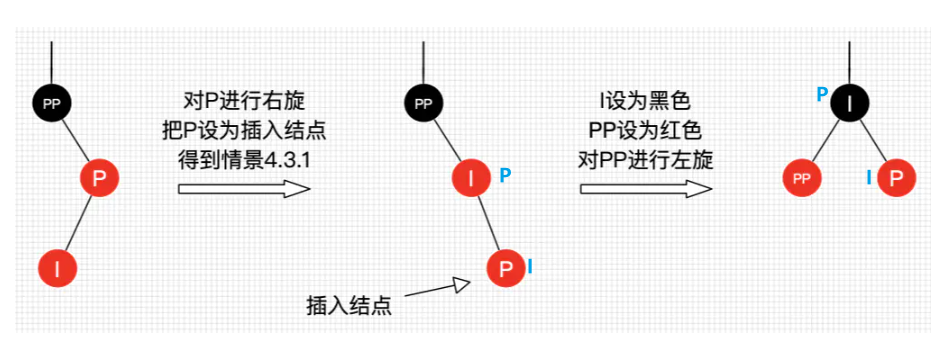 PP
P
I
对P进行右旋
把P设为插入结点
得到情景4.3.1
PP
I P
P I
插入结点
I设为黑色
PP设为红色
对PP进行左旋
P I
PP
I P